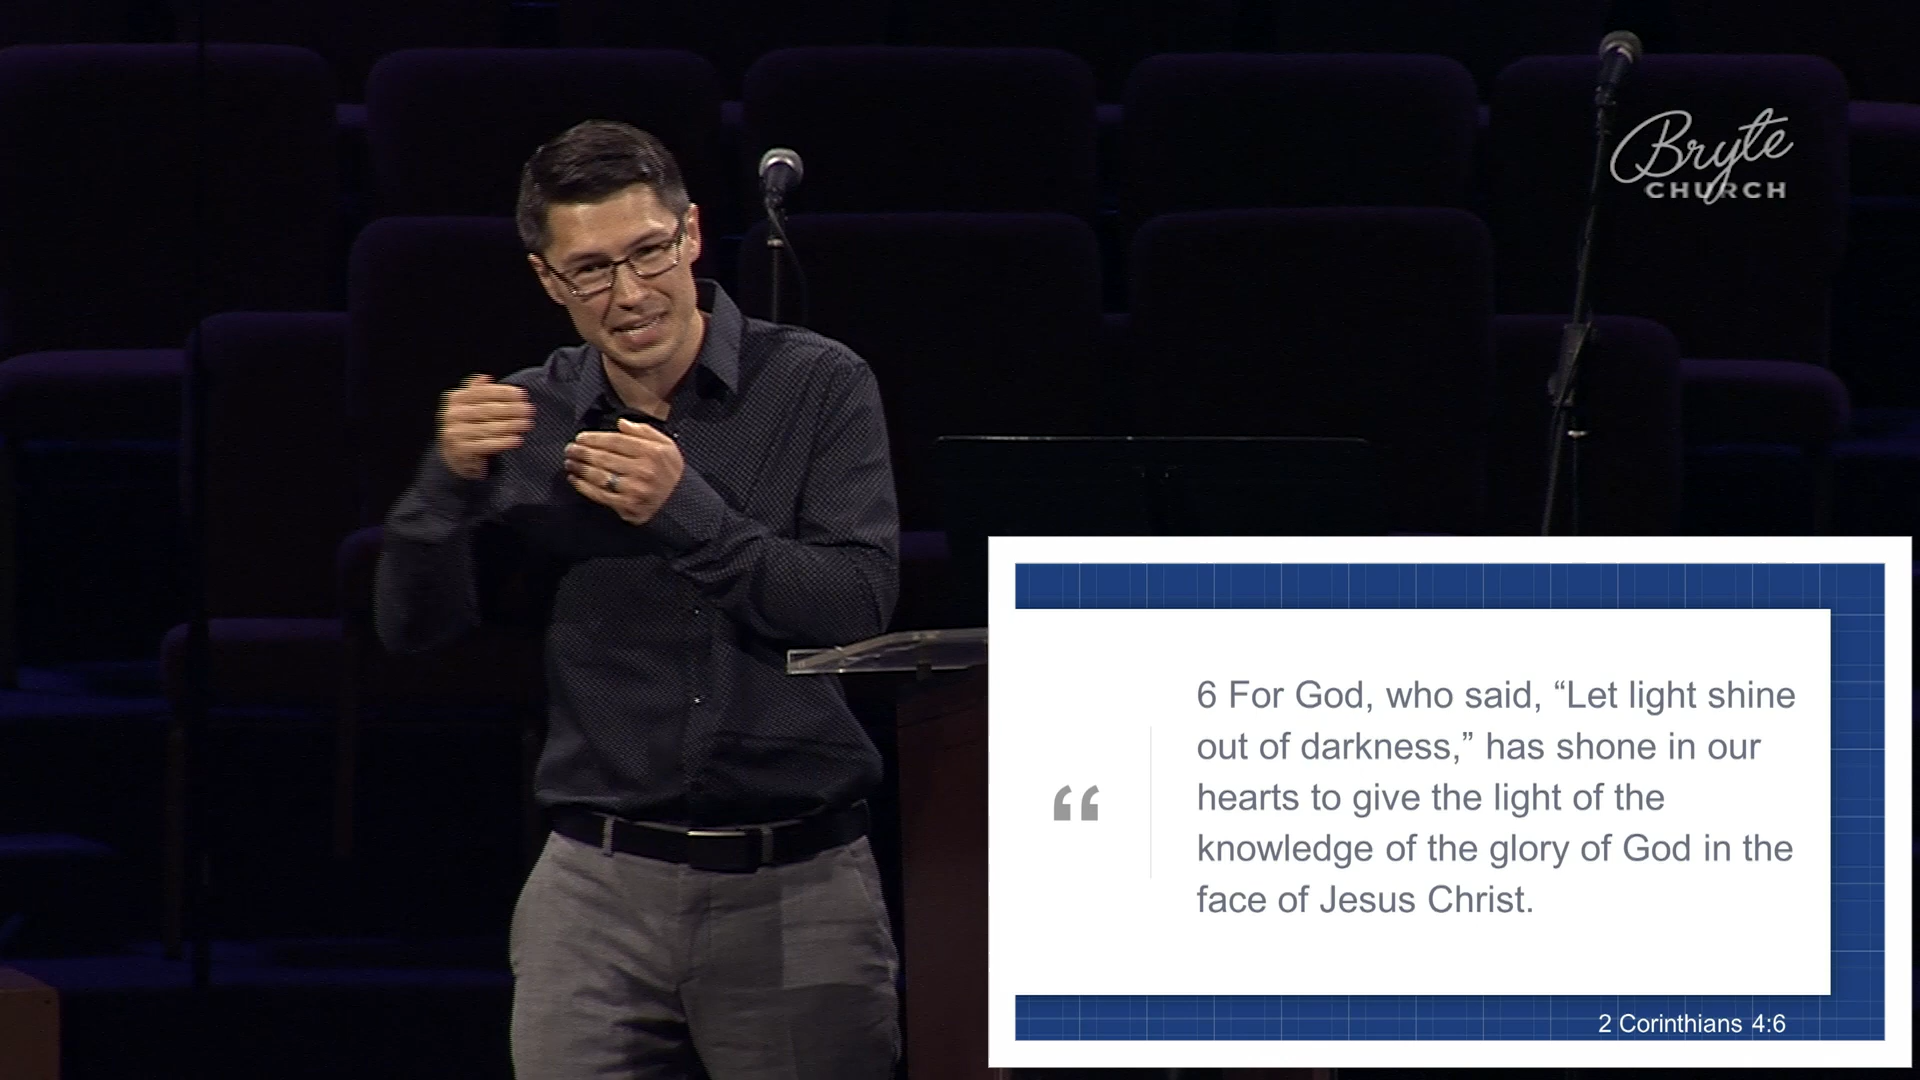 Bryte
CHURCH
6 For God, who said, “Let light shine
out of darkness,” has shone in our
hearts to give the light of the
knowledge of the glory of God in the
face of Jesus Christ.
2 Corinthians 4:6